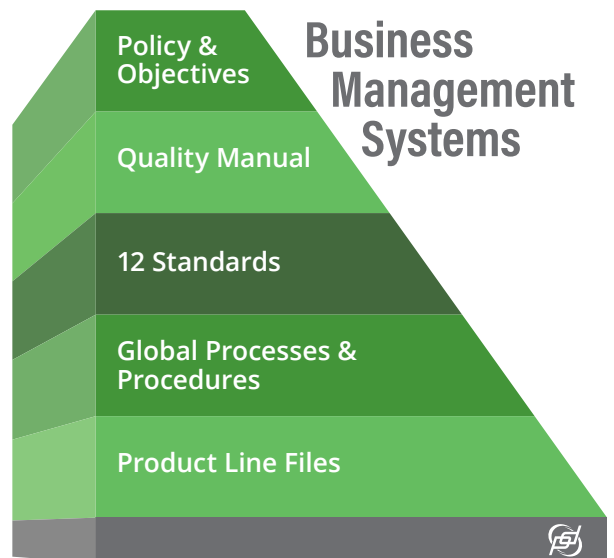 Business
Management
Systems
Policy &
Objectives
Quality Manual
12 Standards
Global Processes &
Procedures
Product Line Files